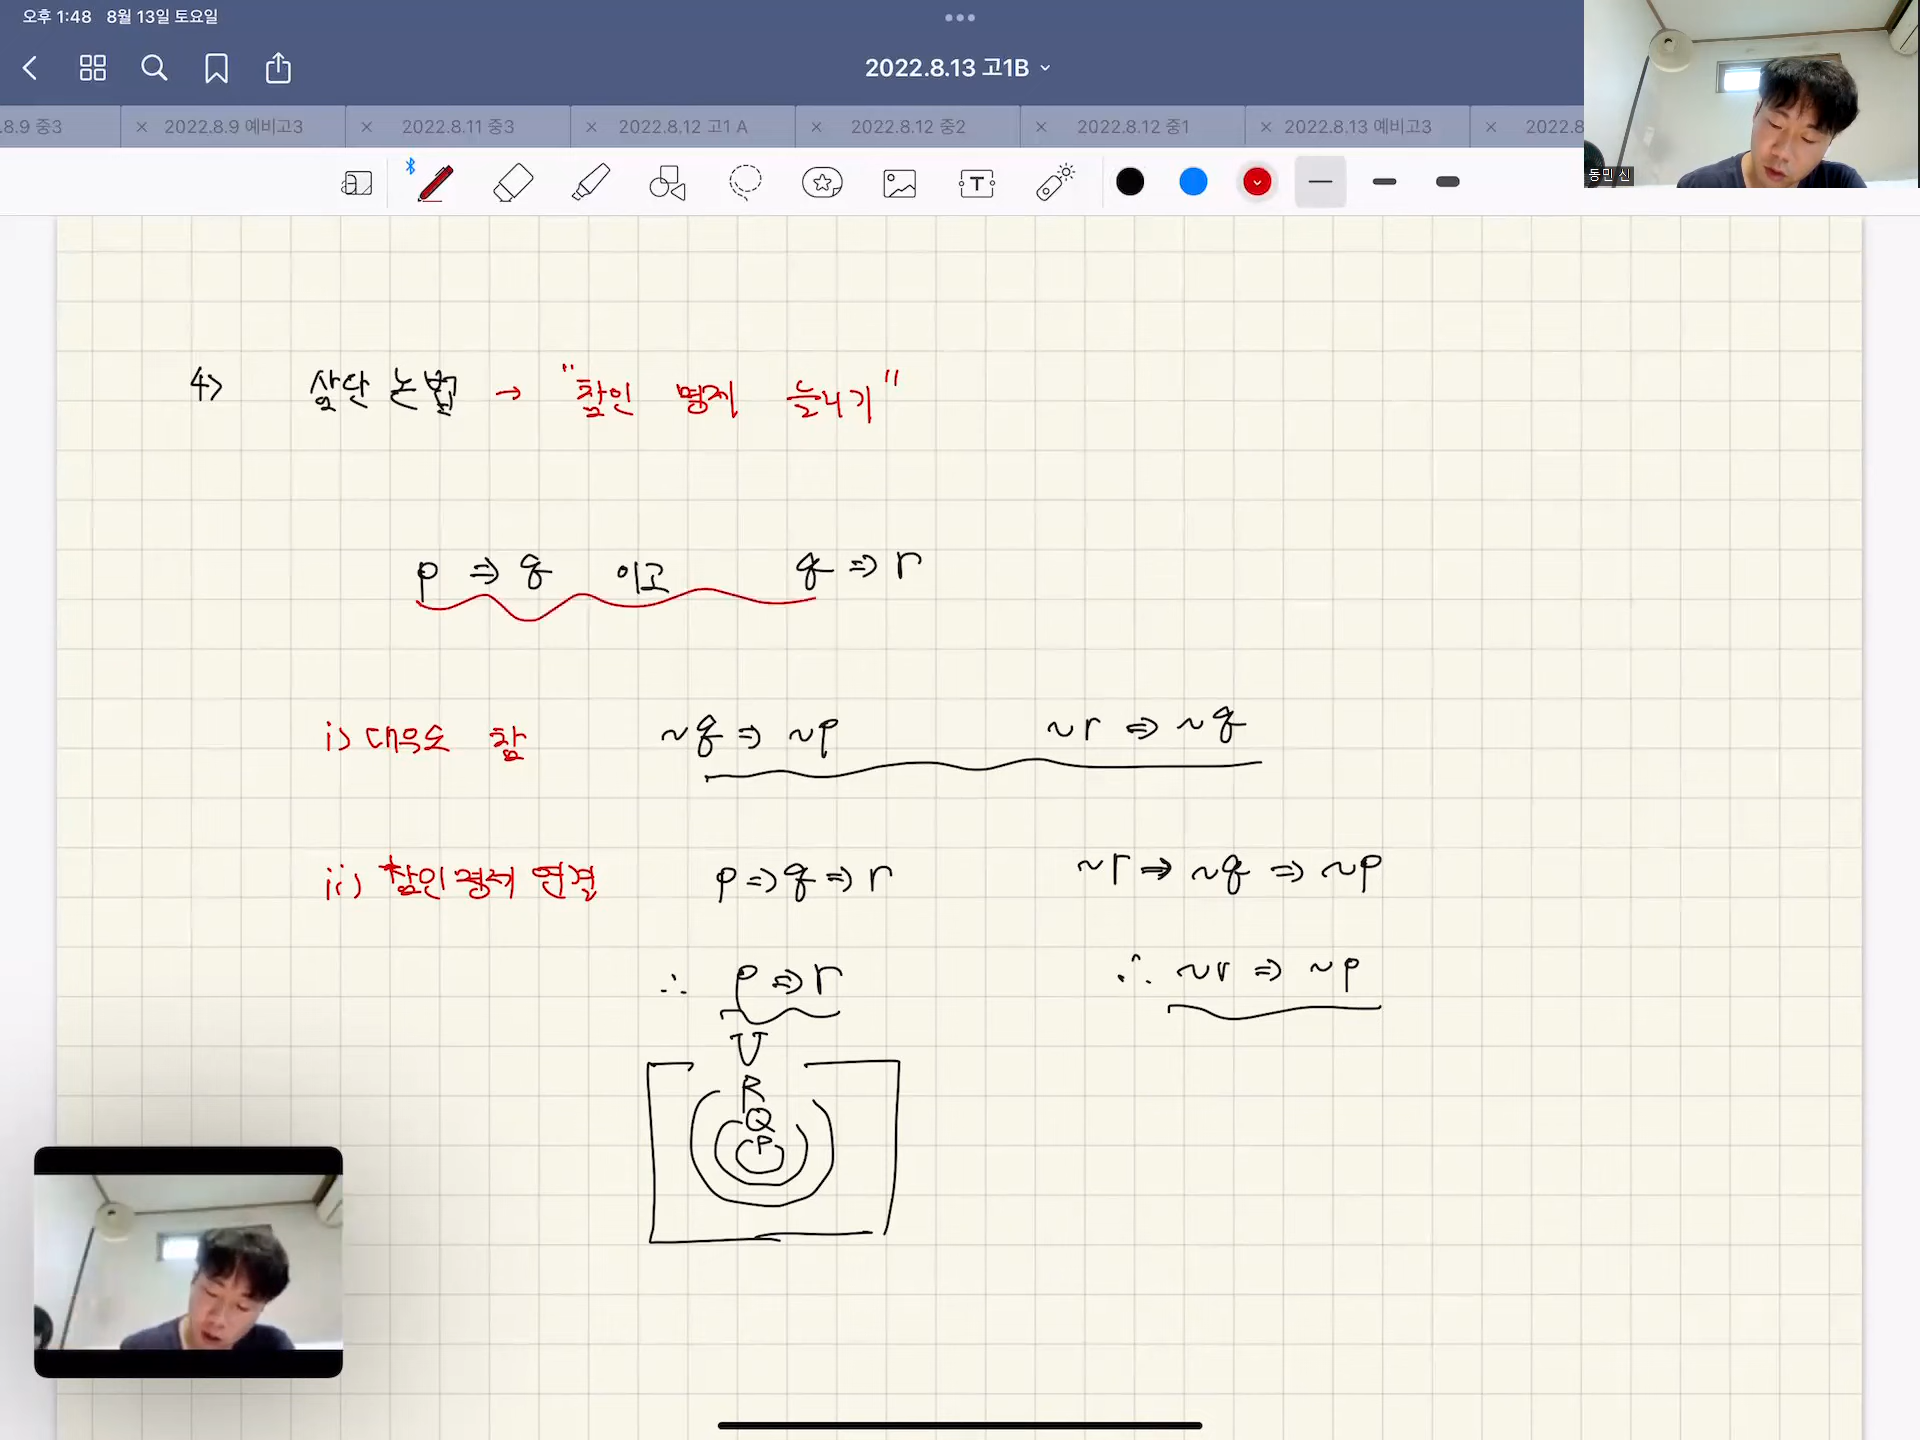 오후 1:48 8월 13일 토요일
2022.8.13 고1B
.8.9 중3 × 2022.8.9 예비고3 × 2022.8.11 중3 × 2022.8.12 고1 A × 2022.8.12 중2 × 2022.8.12 중1 × 2022.8.13 예비고3 × 2022.8
동민 신
4> 삼단 논법 → "참인 명제 늘리기"
p ⇒ q 이고 q ⇒ r
i) 대우도 참 ~q ⇒ ~p ~r ⇒ ~q
ii) 참인 명제 연결 p ⇒ q ⇒ r ~r ⇒ ~q ⇒ ~p
∴ p ⇒ r ∴ ~r ⇒ ~p
U
R
Q
P